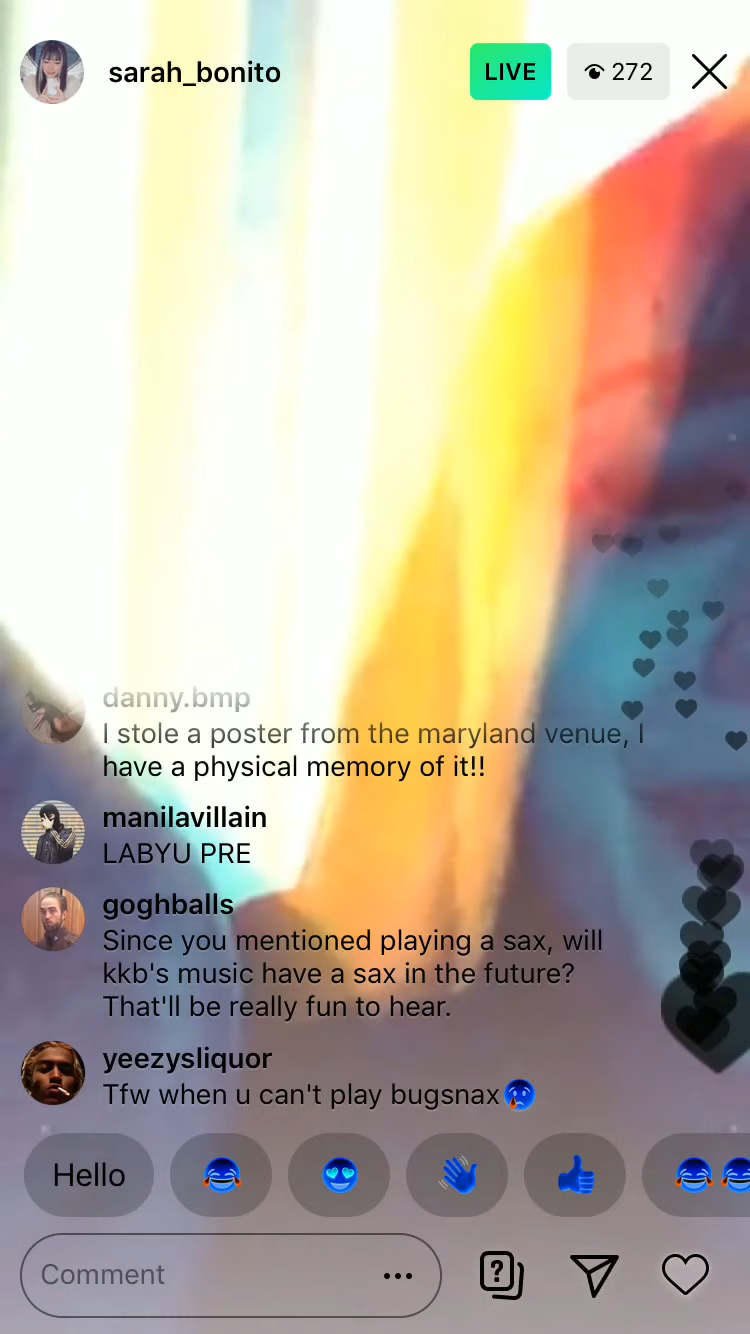 sarah_bonito
LIVE
272
danny.bmp
I stole a poster from the maryland venue, I
have a physical memory of it!!
manilavillain
LABYU PRE
goghballs
Since you mentioned playing a sax, will
kkb's music have a sax in the future?
That'll be really fun to hear.
yeezysliquor
Tfw when u can't play bugsnax😢
Hello 😂 😍 👋 👍 😂😂
Comment